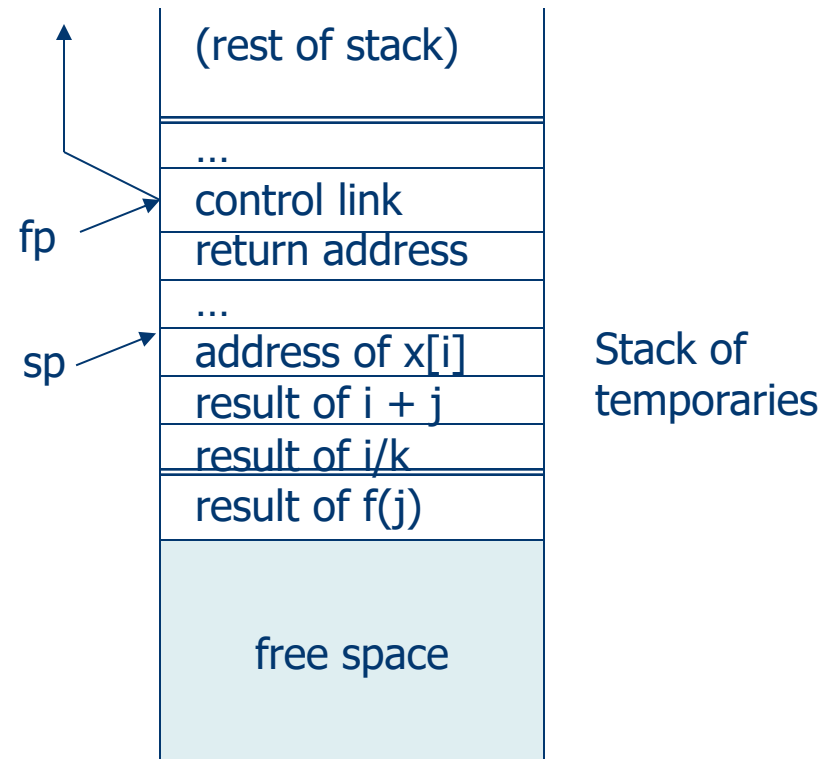 (rest of stack)
...
control link
fp
return address
...
sp
address of x[i]
Stack of
temporaries
result of i + j
result of i/k
result of f(j)
free space